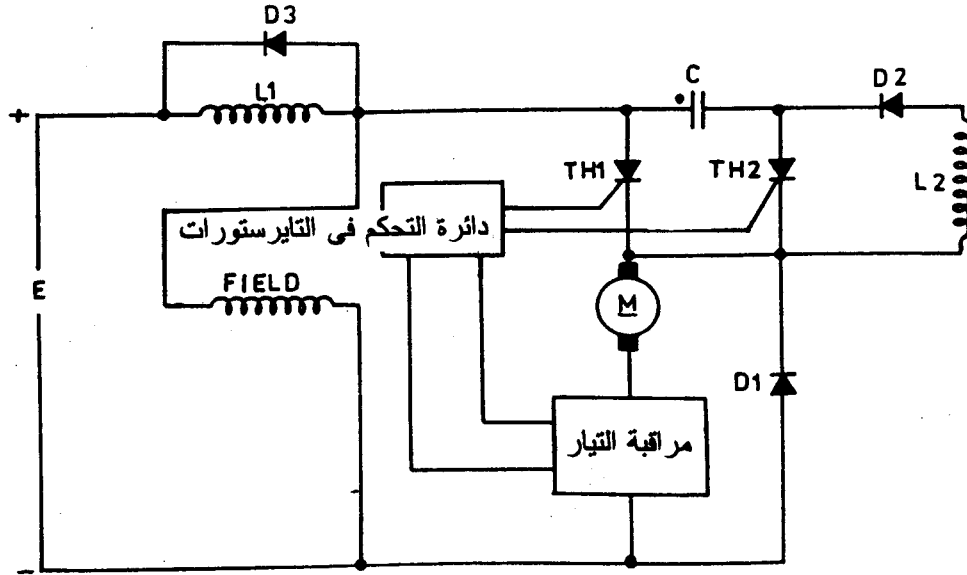 D3
L1
C
D2
+
TH1
TH2
L2
دائرة التحكم فى التايرستورات
E
FIELD
M
D1
مراقبة التيار
-